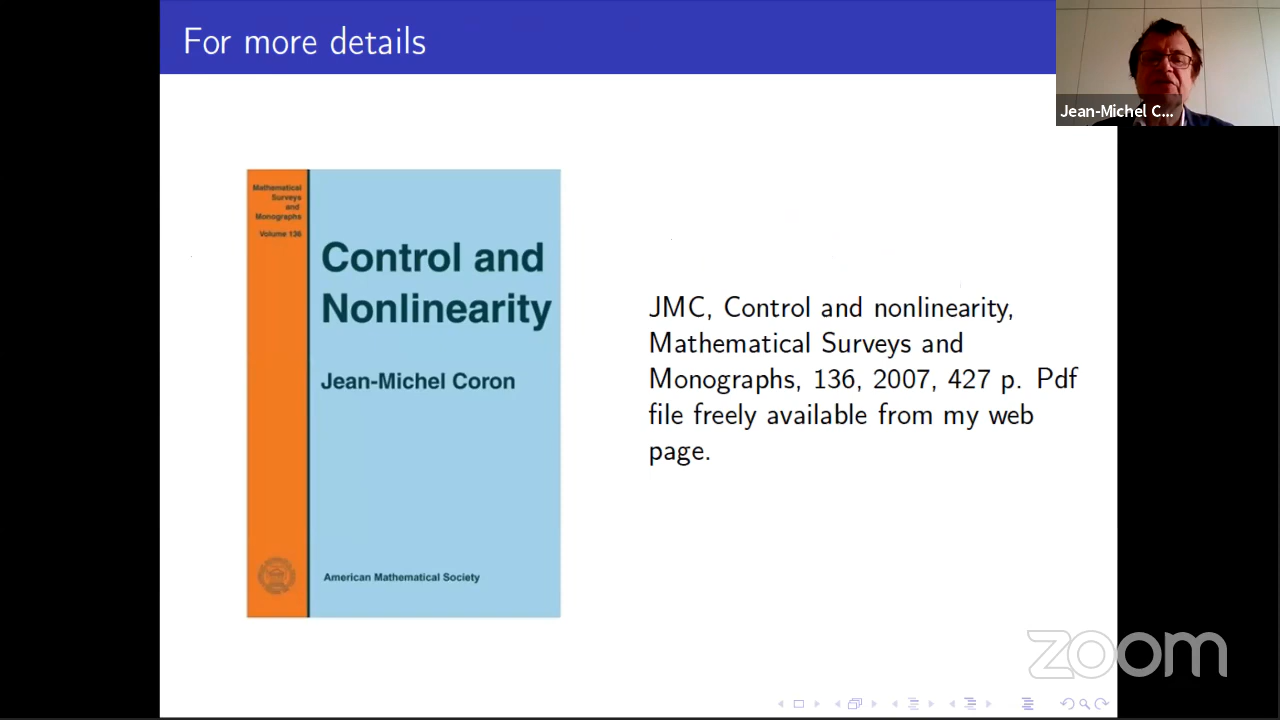 For more details
Jean-Michel C...
Mathematical
Surveys
and
Monographs
Volume 136
Control and
Nonlinearity
Jean-Michel Coron
American Mathematical Society
JMC, Control and nonlinearity,
Mathematical Surveys and
Monographs, 136, 2007, 427 p. Pdf
file freely available from my web
page.
zoom